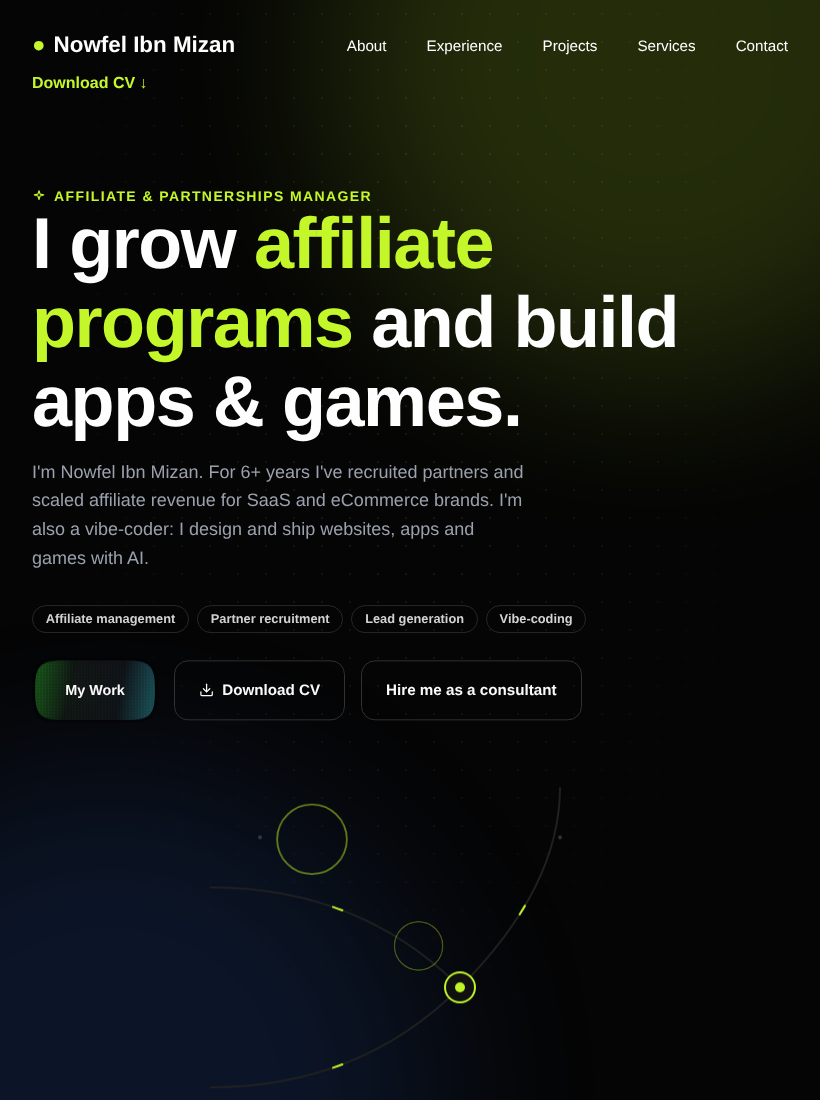 Nowfel Ibn Mizan
About Experience Projects Services Contact
Download CV ↓
AFFILIATE & PARTNERSHIPS MANAGER
I grow affiliate
programs and build
apps & games.
I'm Nowfel Ibn Mizan. For 6+ years I've recruited partners and
scaled affiliate revenue for SaaS and eCommerce brands. I'm
also a vibe-coder: I design and ship websites, apps and
games with AI.
Affiliate management Partner recruitment Lead generation Vibe-coding
My Work Download CV Hire me as a consultant